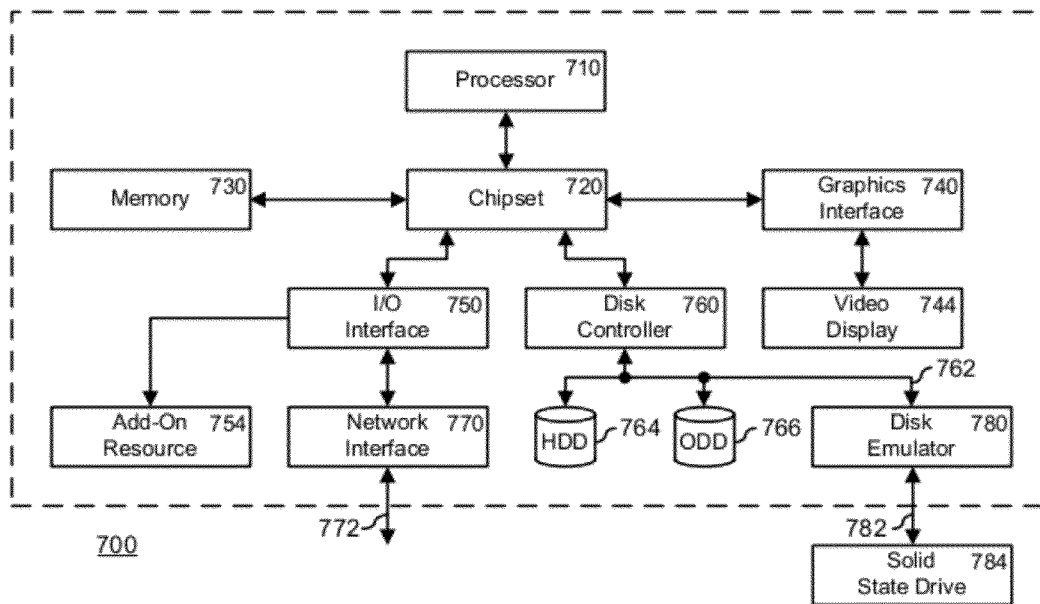 710
Processor
730
Memory
720
Chipset
Graphics 740
Interface
I/O 750
Interface
Disk 760
Controller
Video 744
Display
762
Add-On
Resource 754
Network 770
Interface
HDD 764
ODD 766
Disk 780
Emulator
772
782
700
Solid 784
State Drive